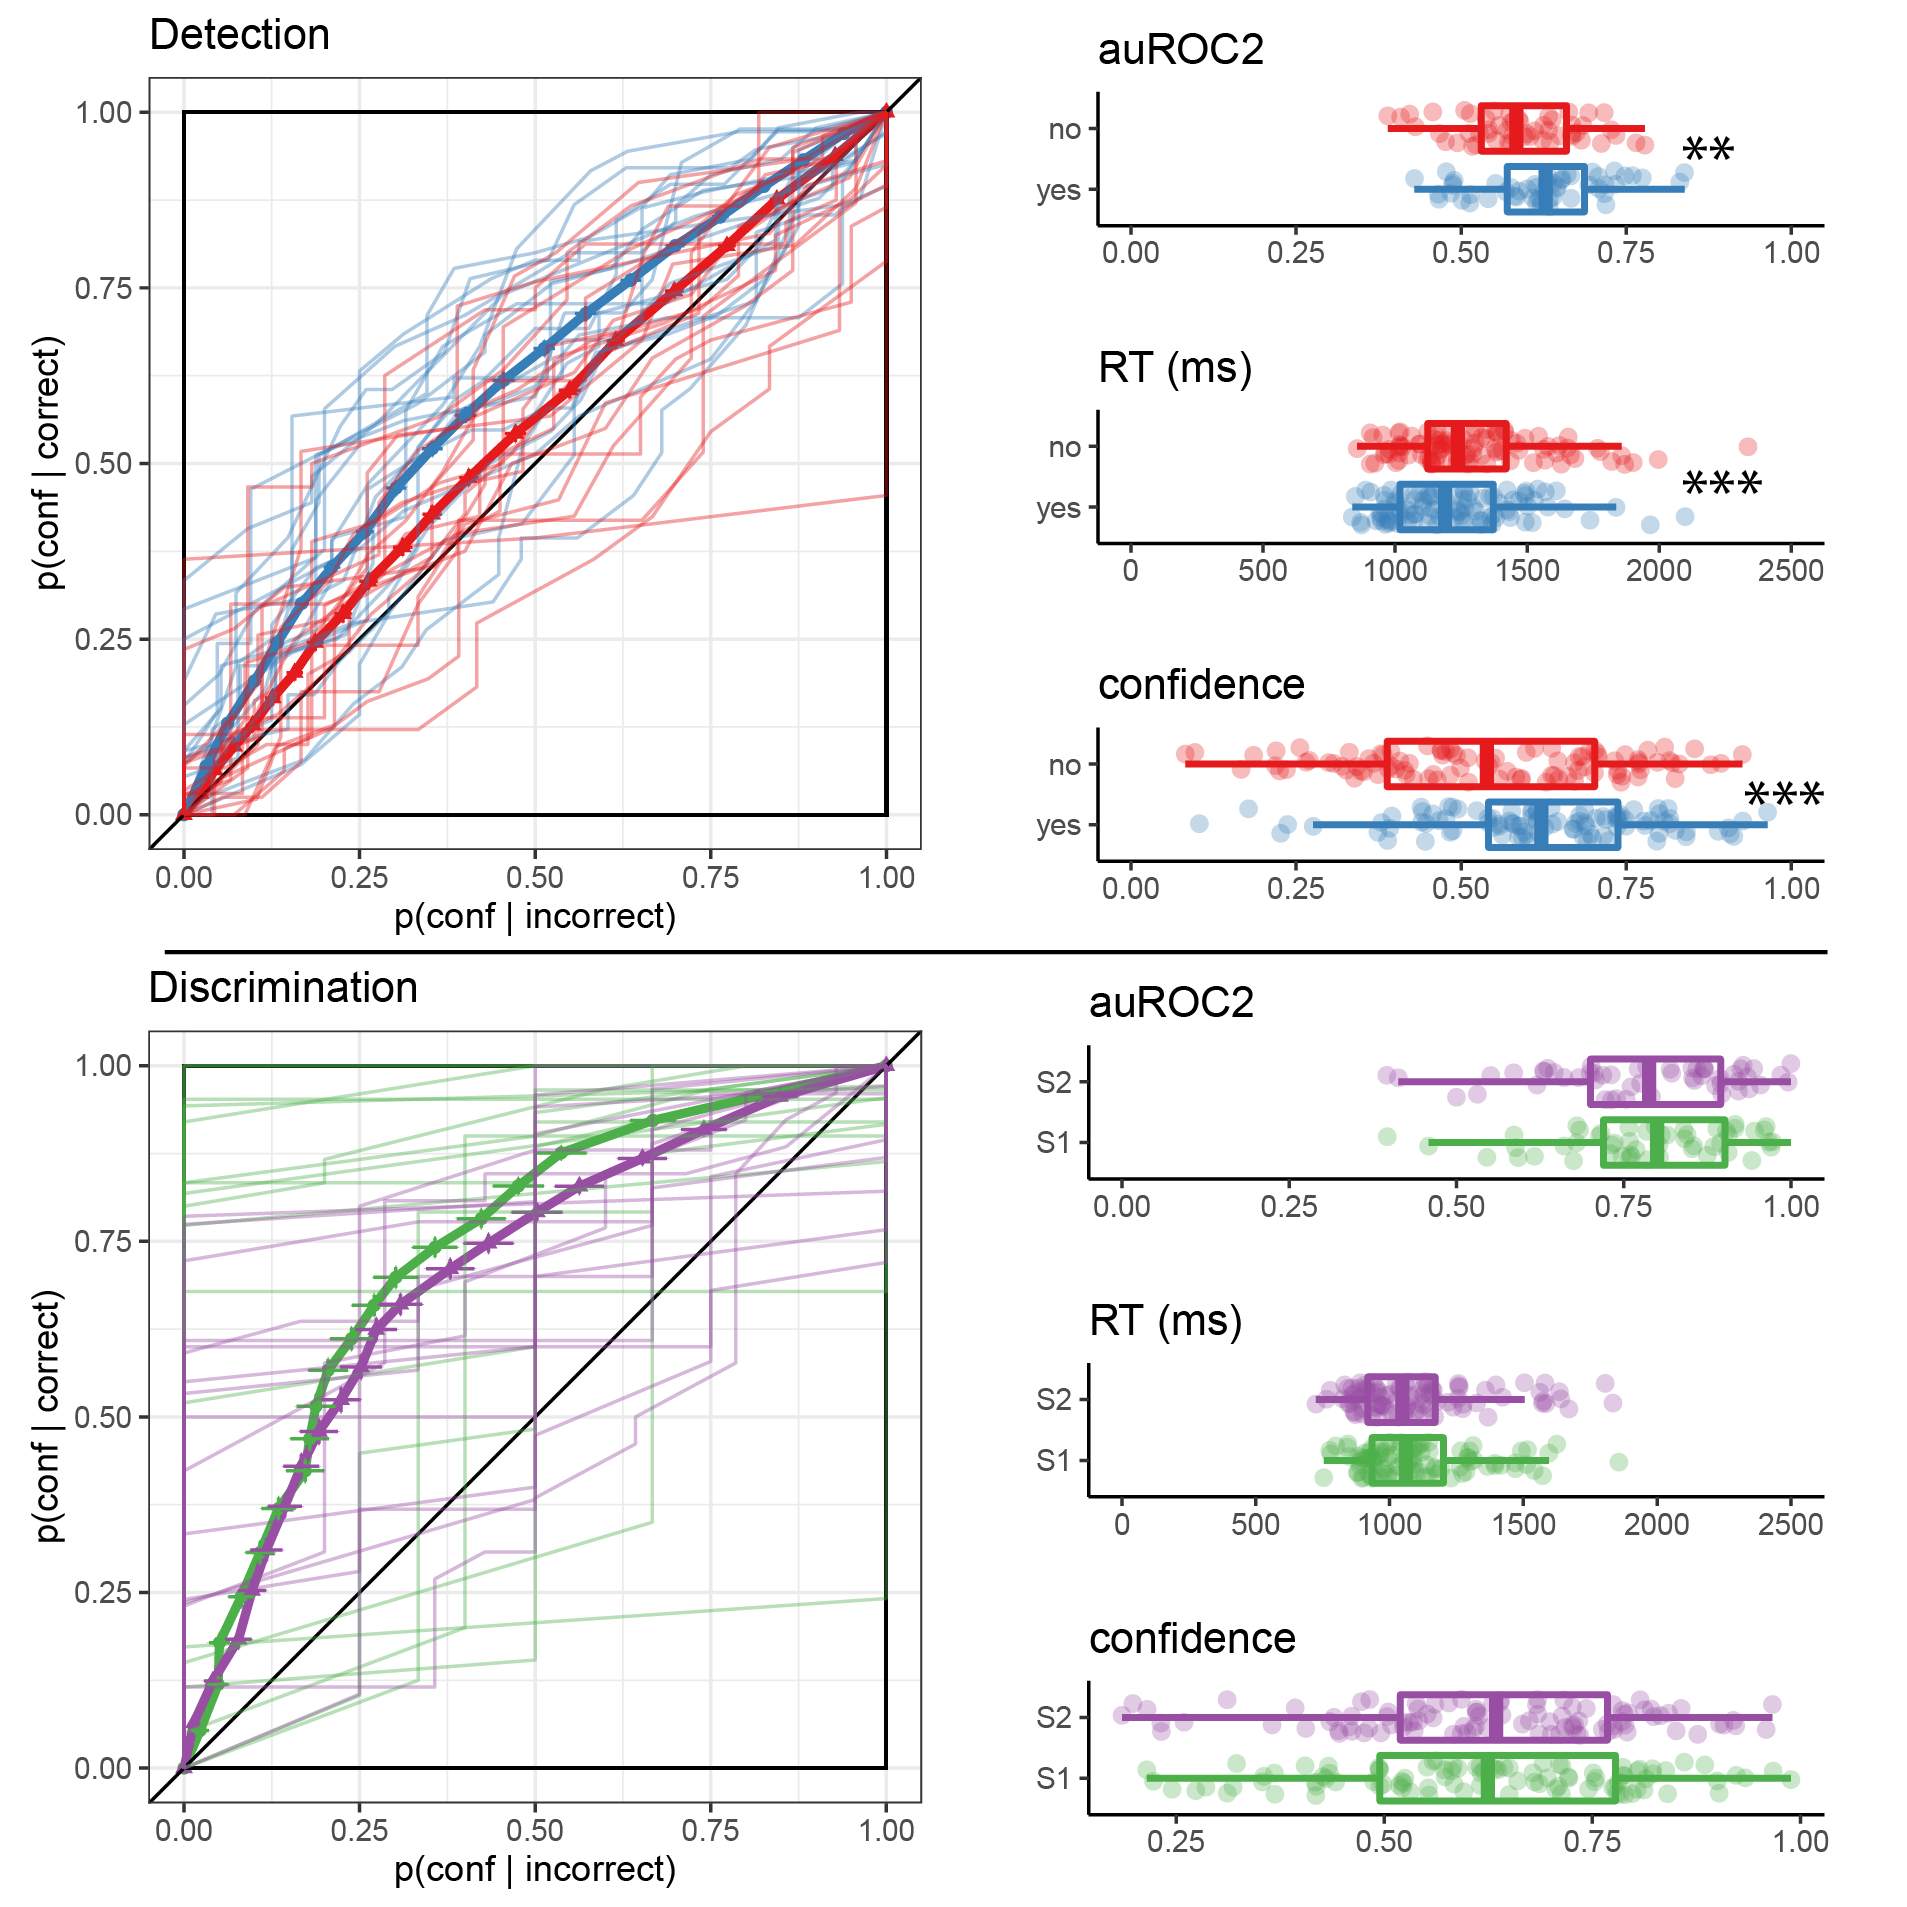 Detection
1.00
0.75
0.50
0.25
0.00
p(conf | correct)
0.00 0.25 0.50 0.75 1.00
p(conf | incorrect)
auROC2
no
yes
**
0.00 0.25 0.50 0.75 1.00
RT (ms)
no
yes
***
0 500 1000 1500 2000 2500
confidence
no
yes
***
0.00 0.25 0.50 0.75 1.00
Discrimination
1.00
0.75
0.50
0.25
0.00
p(conf | correct)
0.00 0.25 0.50 0.75 1.00
p(conf | incorrect)
auROC2
S2
S1
0.00 0.25 0.50 0.75 1.00
RT (ms)
S2
S1
0 500 1000 1500 2000 2500
confidence
S2
S1
0.25 0.50 0.75 1.00